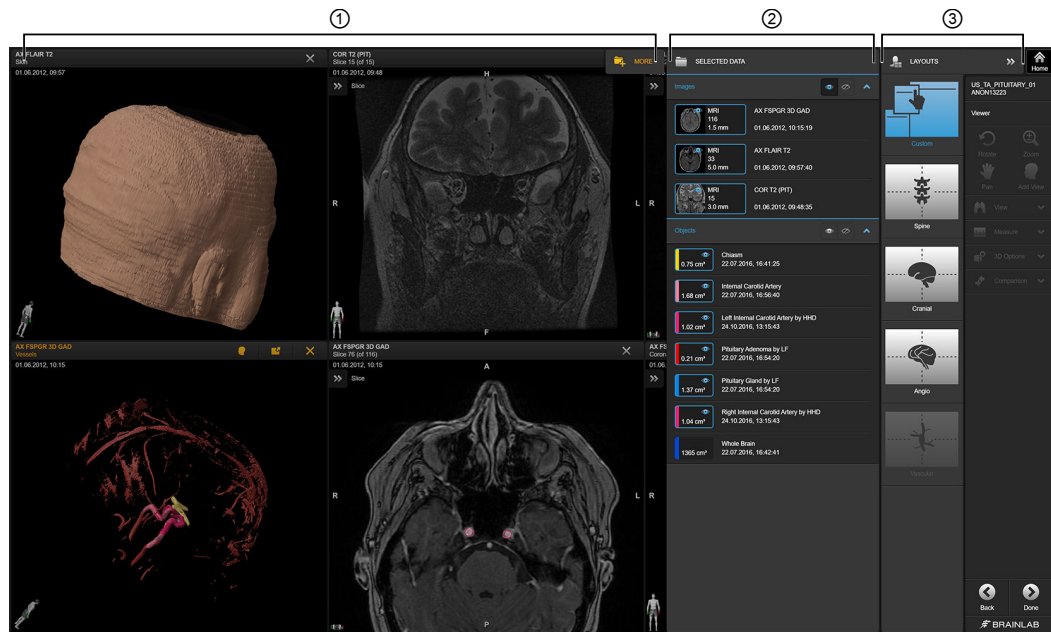 ① ② ③
AX FLAIR T2
Skin
01.06.2012, 09:57
COR T2 (PIT)
Slice 15 (of 15)
01.06.2012, 09:48
Slice
H
R
L
R
F
MORE
AX FSPGR 3D GAD
Vessels
01.06.2012, 10:15
AX FSPGR 3D GAD
Slice 76 (of 116)
01.06.2012, 10:15
Slice
A
R
L
R
P
AX FS
Coron
01.06.
SELECTED DATA
Images
MRI
116
1.5 mm
AX FSPGR 3D GAD
01.06.2012, 10:15:19
MRI
33
5.0 mm
AX FLAIR T2
01.06.2012, 09:57:40
MRI
15
3.0 mm
COR T2 (PIT)
01.06.2012, 09:48:35
Objects
0.75 cm³
Chiasm
22.07.2016, 16:41:25
1.68 cm³
Internal Carotid Artery
22.07.2016, 16:56:40
1.02 cm³
Left Internal Carotid Artery by HHD
24.10.2016, 13:15:43
0.21 cm³
Pituitary Adenoma by LF
22.07.2016, 16:54:20
1.37 cm³
Pituitary Gland by LF
22.07.2016, 16:54:20
1.04 cm³
Right Internal Carotid Artery by HHD
24.10.2016, 13:15:43
1365 cm³
Whole Brain
22.07.2016, 16:42:41
LAYOUTS
Custom
Spine
Cranial
Angio
Vascular
Home
US_TA_PITUITARY_01
ANON13223
Viewer
Rotate
Zoom
Pan
Add View
View
Measure
3D Options
Comparison
Back
Done
BRAINLAB